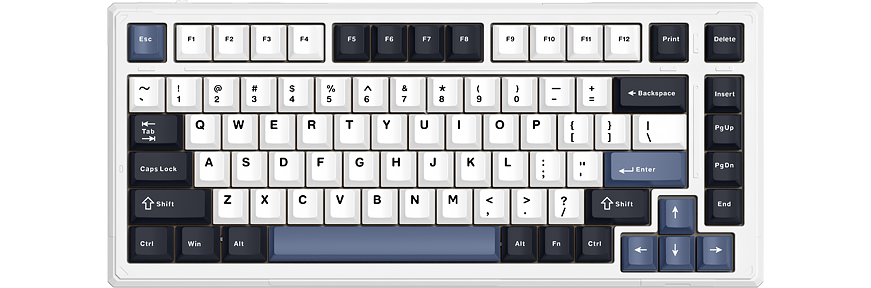 Esc F1 F2 F3 F4 F5 F6 F7 F8 F9 F10 F11 F12 Print Delete
~ ! @ # $ % ^ & * ( ) — +
` 1 2 3 4 5 6 7 8 9 0 - = ← Backspace Insert
Tab Q W E R T Y U I O P { } | PgUp
[ ] \
Caps Lock A S D F G H J K L : " Enter PgDn
; '
Shift Z X C V B N M < > ? Shift End
, . /
↑
Ctrl Win Alt Alt Fn Ctrl ← ↓ →